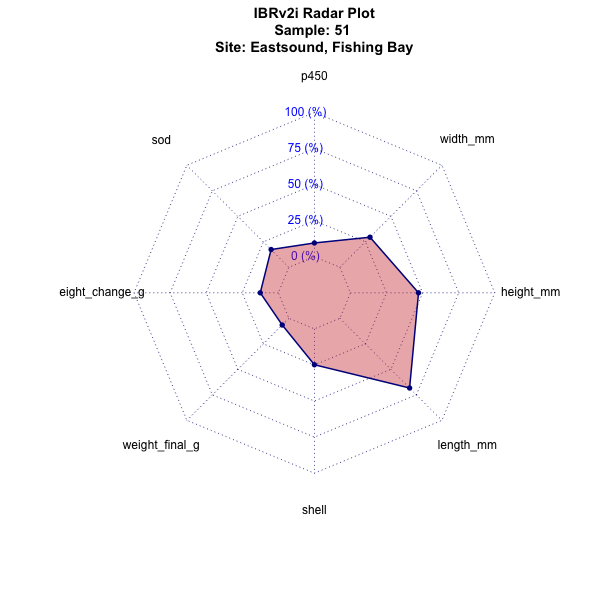 IBRv2i Radar Plot
Sample: 51
Site: Eastsound, Fishing Bay
p450
100 (%)
sod
width_mm
75 (%)
50 (%)
25 (%)
0 (%)
eight_change_g
height_mm
weight_final_g
length_mm
shell